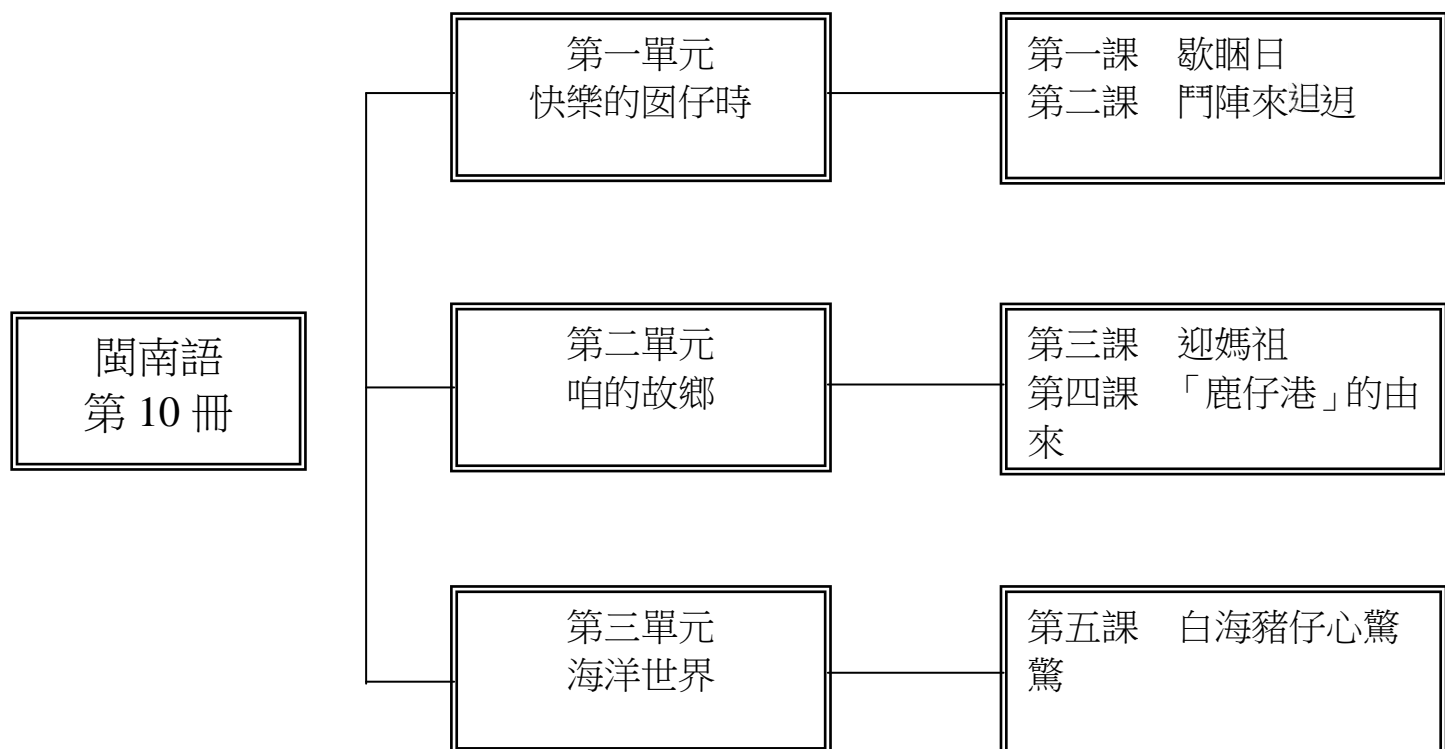 第一單元
快樂的囡仔時
第一課　歇睏日
第二課　鬥陣來𨑨迌
閩南語
第 10 冊
第二單元
咱的故鄉
第三課　迎媽祖
第四課　「鹿仔港」的由
來
第三單元
海洋世界
第五課　白海豬仔心驚
驚